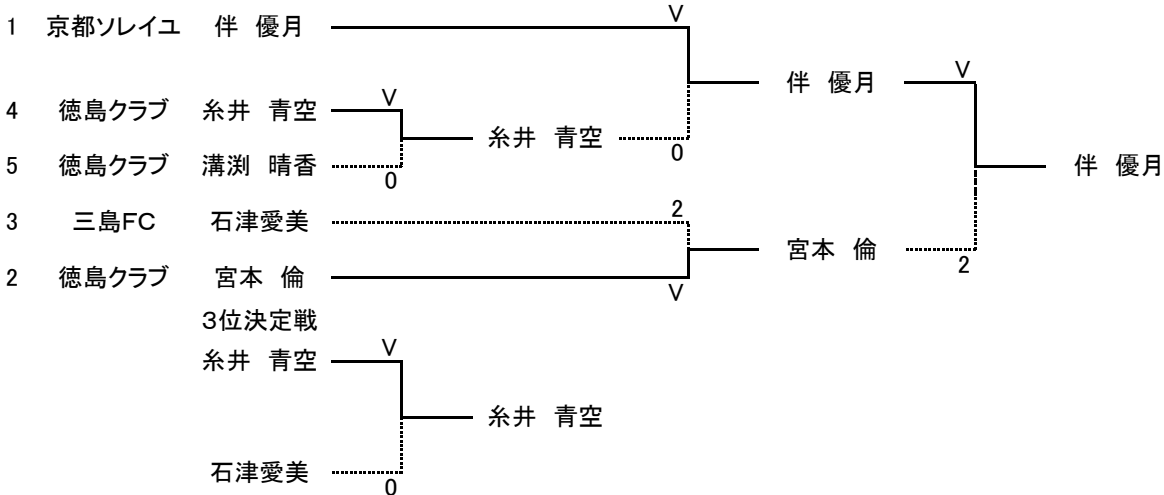 V
1 京都ソレイユ 伴 優月
伴 優月 V
4 徳島クラブ 糸井 青空 V
糸井 青空 0
5 徳島クラブ 溝渕 晴香 0
伴 優月
3 三島FC 石津愛美 2
宮本 倫 2
2 徳島クラブ 宮本 倫 V
3位決定戦
糸井 青空 V
糸井 青空
石津愛美 0